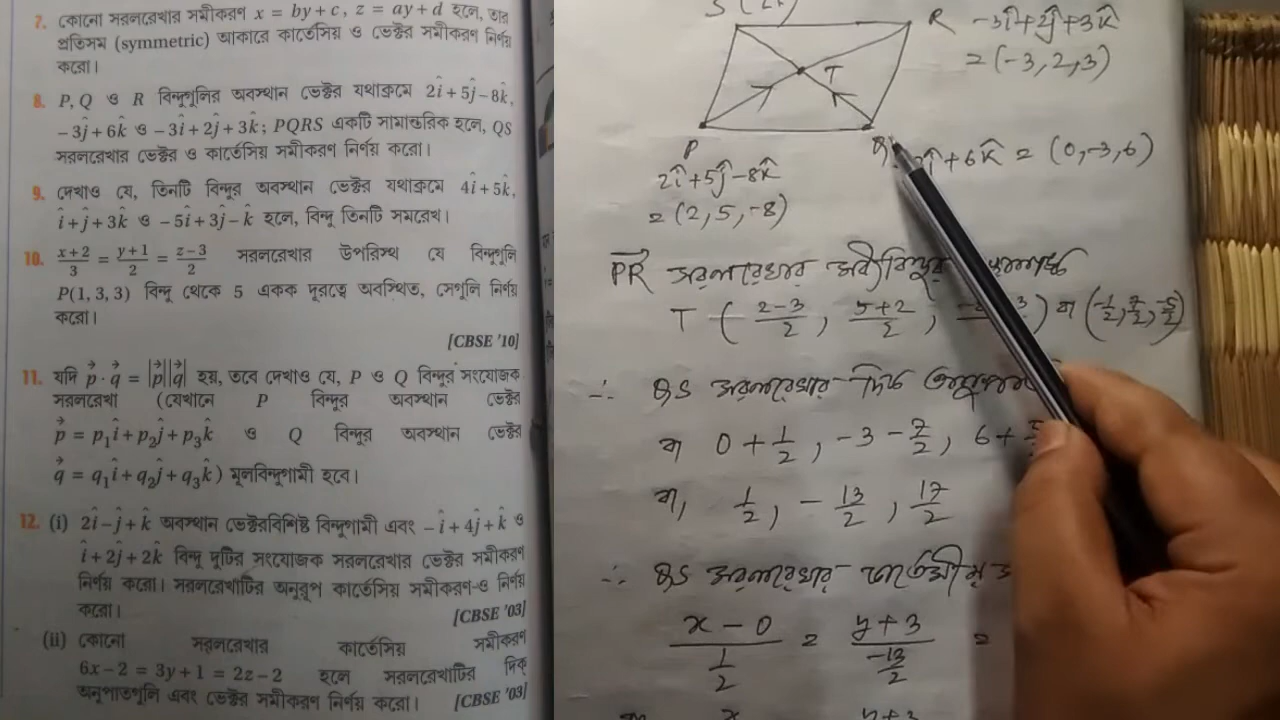 7. কোনো সরলরেখার সমীকরণ x = by + c, z = ay + d হলে, তার
প্রতিসম (symmetric) আকারে কার্তেসিয় ও ভেক্টর সমীকরণ নির্ণয়
করো।
8. P, Q ও R বিন্দুগুলির অবস্থান ভেক্টর যথাক্রমে 2î + 5ĵ – 8k̂,
– 3ĵ + 6k̂ ও – 3î + 2ĵ + 3k̂; PQRS একটি সামান্তরিক হলে, QS
সরলরেখার ভেক্টর ও কার্তেসিয় সমীকরণ নির্ণয় করো।
9. দেখাও যে, তিনটি বিন্দুর অবস্থান ভেক্টর যথাক্রমে 4î + 5k̂,
î + ĵ + 3k̂ ও – 5î + 3ĵ – k̂ হলে, বিন্দু তিনটি সমরেখ।
10. (x+2)/3 = (y+1)/2 = (z–3)/2 সরলরেখার উপরিস্থ যে বিন্দুগুলি
P(1, 3, 3) বিন্দু থেকে 5 একক দূরত্বে অবস্থিত, সেগুলি নির্ণয়
করো।
[CBSE '10]
11. যদি p⃗ · q⃗ = |p⃗||q⃗| হয়, তবে দেখাও যে, P ও Q বিন্দুর সংযোজক
সরলরেখা (যেখানে P বিন্দুর অবস্থান ভেক্টর
p⃗ = p₁î + p₂ĵ + p₃k̂ ও Q বিন্দুর অবস্থান ভেক্টর
q⃗ = q₁î + q₂ĵ + q₃k̂) মূলবিন্দুগামী হবে।
12. (i) 2î – ĵ + k̂ অবস্থান ভেক্টরবিশিষ্ট বিন্দুগামী এবং – î + 4ĵ + k̂ ও
î + 2ĵ + 2k̂ বিন্দু দুটির সংযোজক সরলরেখার ভেক্টর সমীকরণ
নির্ণয় করো। সরলরেখাটির অনুরূপ কার্তেসিয় সমীকরণ-ও নির্ণয়
করো।
[CBSE '03]
(ii) কোনো সরলরেখার কার্তেসিয় সমীকরণ
6x – 2 = 3y + 1 = 2z – 2 হলে সরলরেখাটির দিক্
অনুপাতগুলি এবং ভেক্টর সমীকরণ নির্ণয় করো। [CBSE '03]
R -3î+2ĵ+3k̂
= (-3, 2, 3)
T
P
+ 6k̂ = (0, -3, 6)
2î+5ĵ-8k̂
= (2, 5, -8)
PR সরলরেখার মধ্যবিন্দুর
T (2-3/2, 5+2/2, ) বা (-1/2, 7/2, -5/2)
∴ QS সরলরেখার দিক
বা 0 + 1/2, -3 - 7/2, 6 +
বা, 1/2, - 13/2, 17/2
∴ QS সরলরেখার কার্তেসীয়
(x - 0)/(1/2) = (y + 3)/(-13/2) =
x y+3